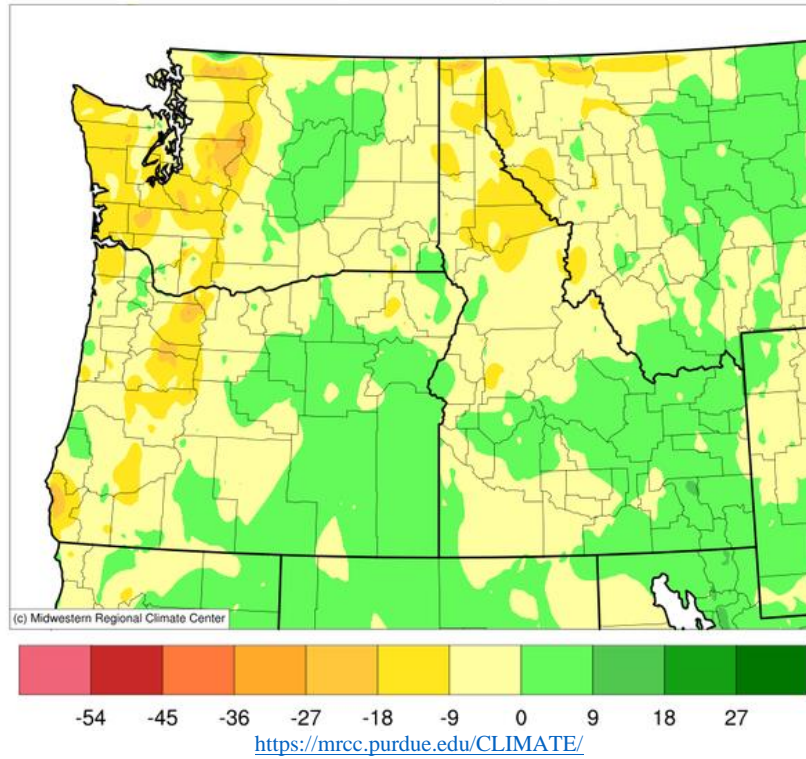 (c) Midwestern Regional Climate Center
-54 -45 -36 -27 -18 -9 0 9 18 27
https://mrcc.purdue.edu/CLIMATE/